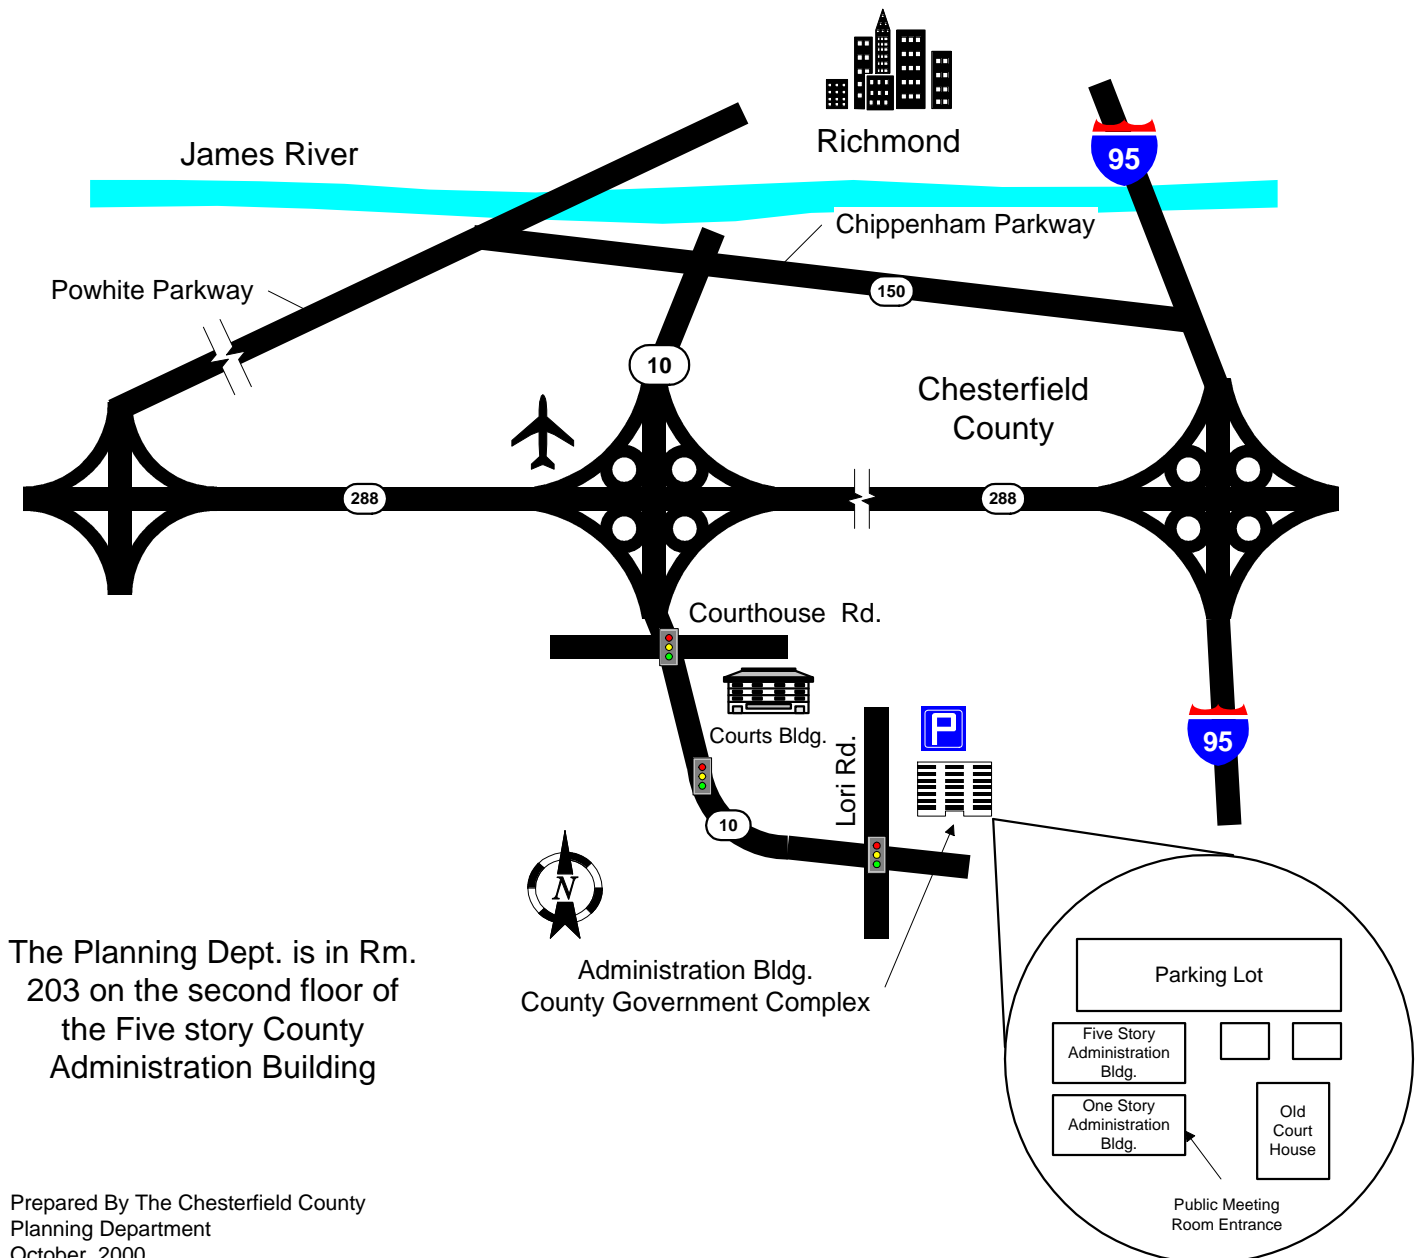 Richmond
James River
95
Chippenham Parkway
Powhite Parkway
150
10
Chesterfield
County
288
288
Courthouse Rd.
Courts Bldg.
Lori Rd.
P
95
10
N
The Planning Dept. is in Rm.
203 on the second floor of
the Five story County
Administration Building
Administration Bldg.
County Government Complex
Parking Lot
Five Story
Administration
Bldg.
One Story
Administration
Bldg.
Old
Court
House
Public Meeting
Room Entrance
Prepared By The Chesterfield County
Planning Department
October, 2000